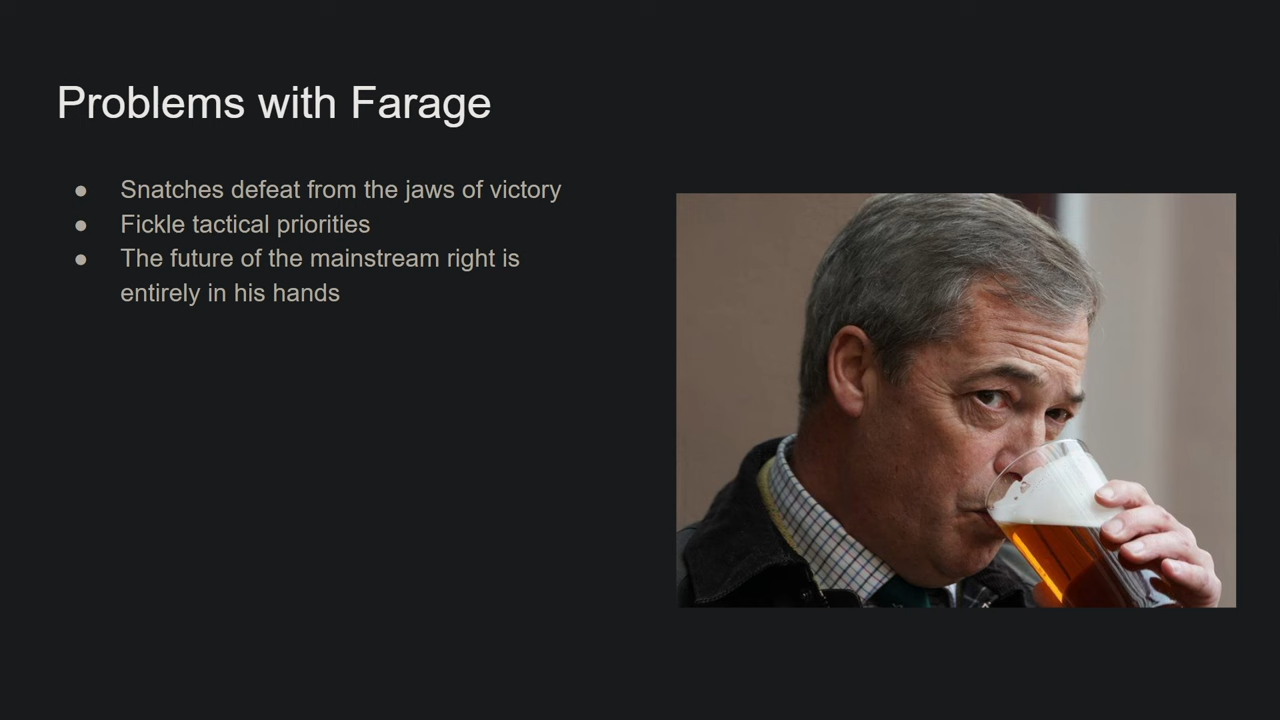 Problems with Farage
● Snatches defeat from the jaws of victory
● Fickle tactical priorities
● The future of the mainstream right is
entirely in his hands